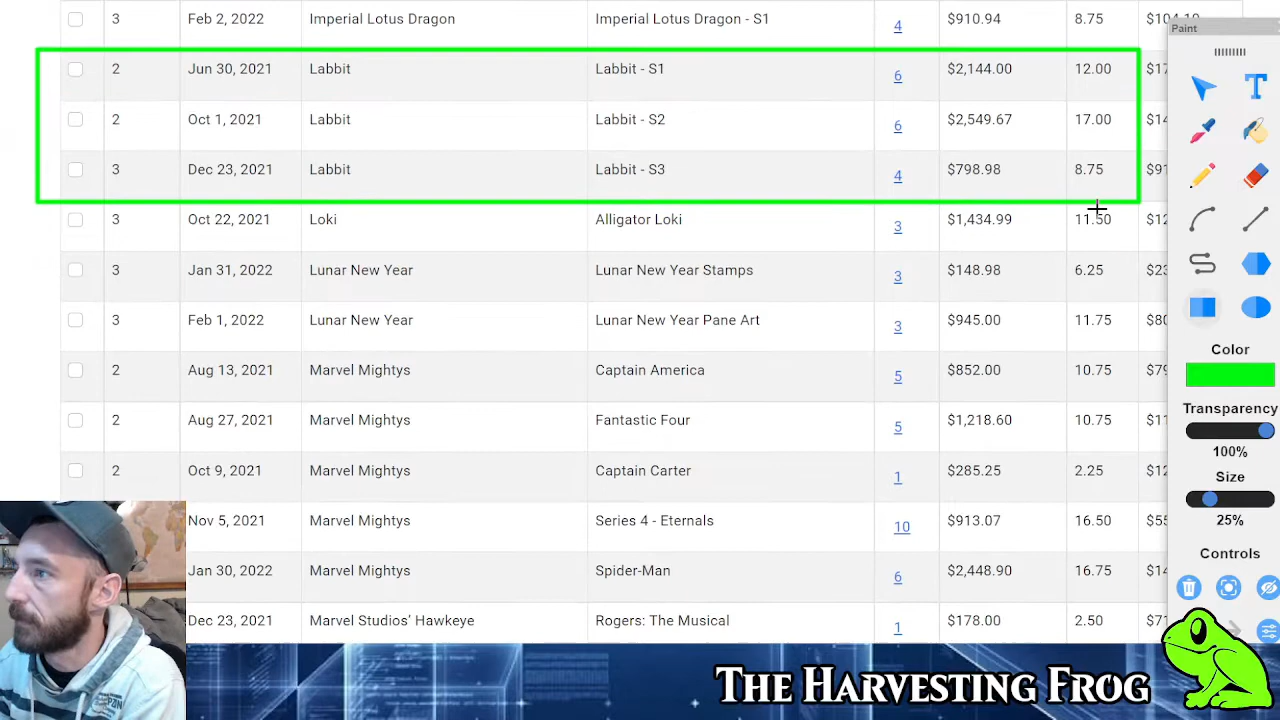 3 Feb 2, 2022 Imperial Lotus Dragon Imperial Lotus Dragon - S1 4 $910.94 8.75
2 Jun 30, 2021 Labbit Labbit - S1 6 $2,144.00 12.00
2 Oct 1, 2021 Labbit Labbit - S2 6 $2,549.67 17.00
3 Dec 23, 2021 Labbit Labbit - S3 4 $798.98 8.75
3 Oct 22, 2021 Loki Alligator Loki 3 $1,434.99 11.50
3 Jan 31, 2022 Lunar New Year Lunar New Year Stamps 3 $148.98 6.25
3 Feb 1, 2022 Lunar New Year Lunar New Year Pane Art 3 $945.00 11.75
2 Aug 13, 2021 Marvel Mightys Captain America 5 $852.00 10.75
2 Aug 27, 2021 Marvel Mightys Fantastic Four 5 $1,218.60 10.75
2 Oct 9, 2021 Marvel Mightys Captain Carter 1 $285.25 2.25
Nov 5, 2021 Marvel Mightys Series 4 - Eternals 10 $913.07 16.50
Jan 30, 2022 Marvel Mightys Spider-Man 6 $2,448.90 16.75
Dec 23, 2021 Marvel Studios' Hawkeye Rogers: The Musical 1 $178.00 2.50
Paint
T
Color
Transparency
100%
Size
25%
Controls
The Harvesting Frog